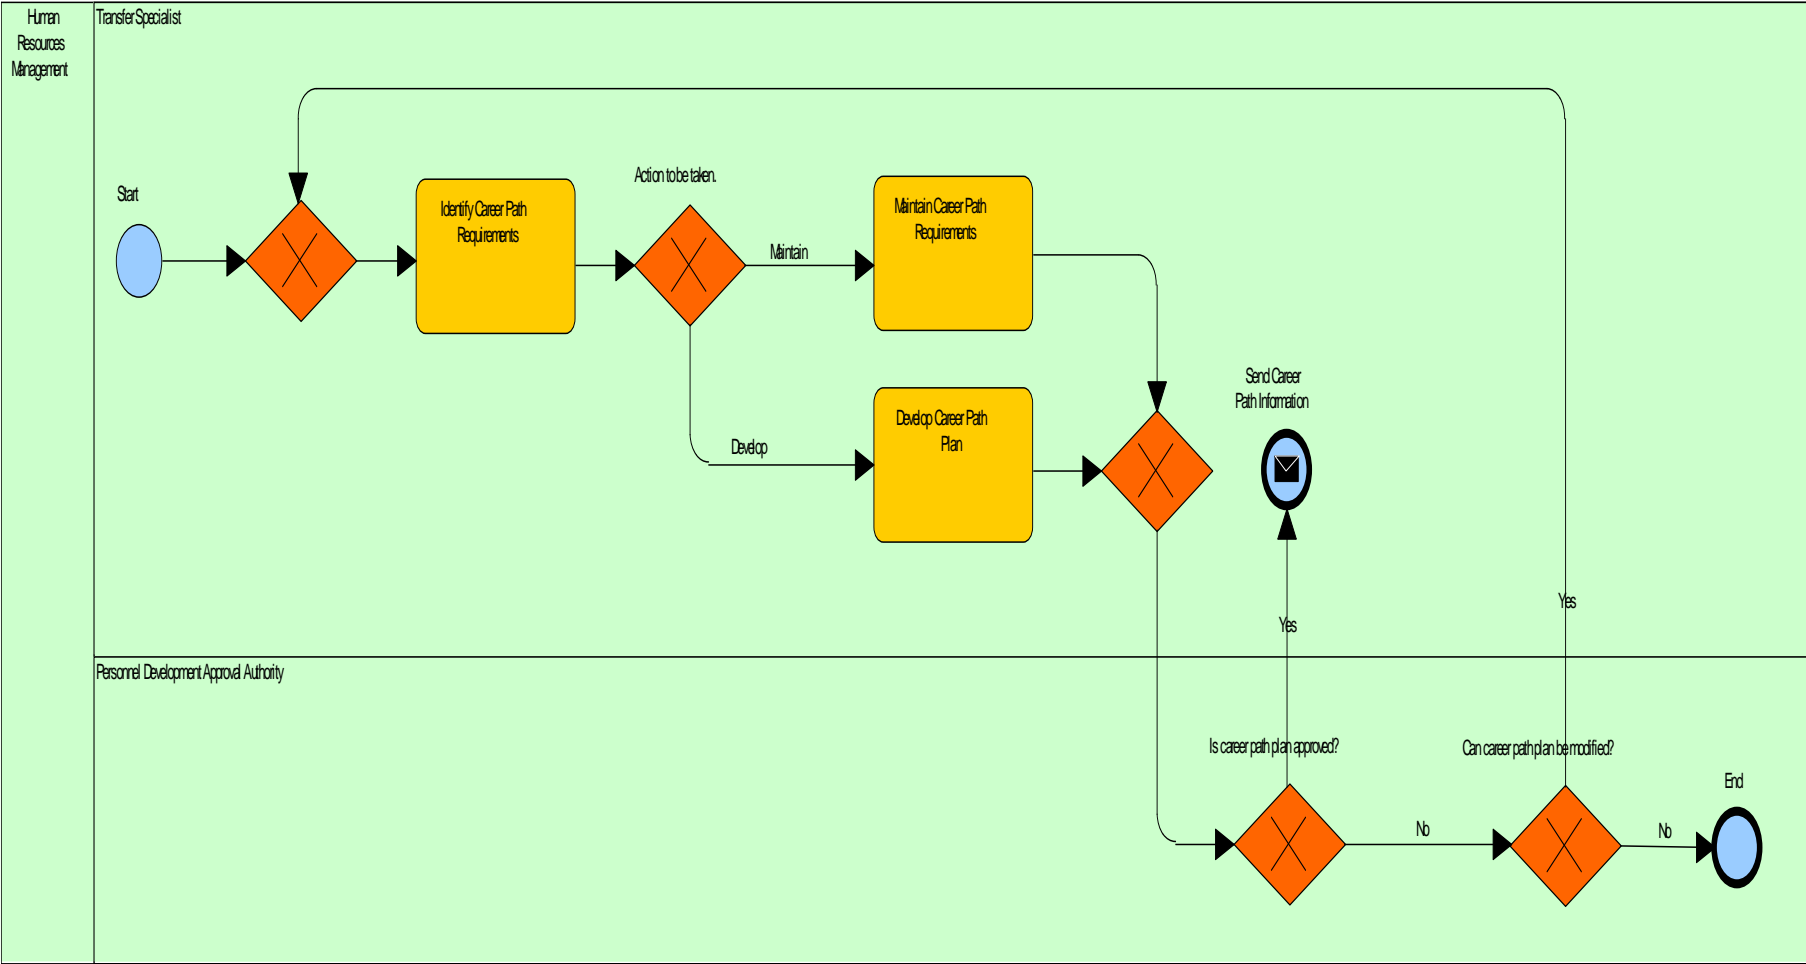 Human
Resources
Management
Transfer Specialist
Start
Identify Career Path
Requirements
Action to be taken.
Maintain
Maintain Career Path
Requirements
Develop
Develop Career Path
Plan
Send Career
Path Information
Yes
Yes
Personnel Development Approval Authority
Is career path plan approved?
No
Can career path plan be modified?
No
End